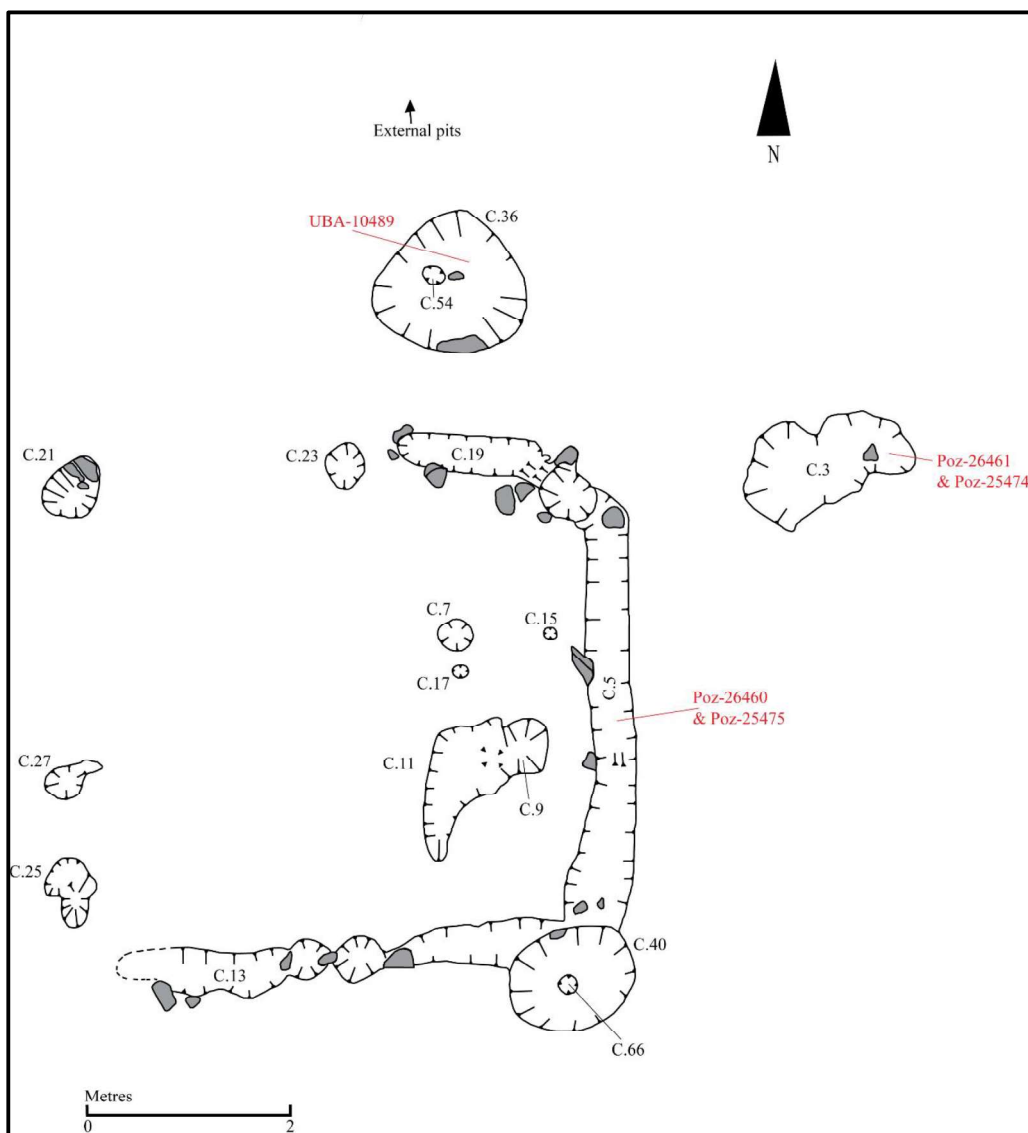 External pits
N
UBA-10489
C.36
C.54
C.21
C.23
C.19
C.3
Poz-26461
& Poz-25474
C.7
C.15
C.17
C.5
Poz-26460
& Poz-25475
C.11
C.27
C.9
C.25
C.40
C.13
C.66
Metres
0 2